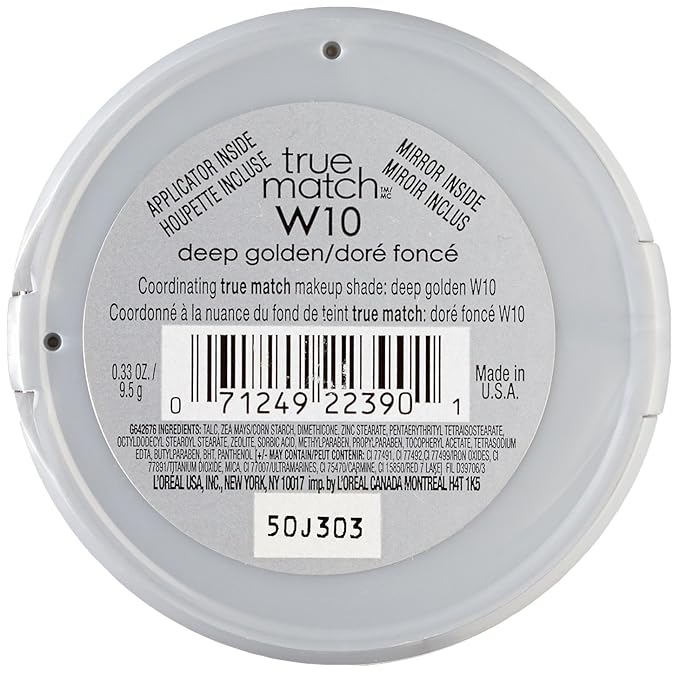 APPLICATOR INSIDE
HOUPETTE INCLUSE
true
match TM/MC
MIRROR INSIDE
MIROIR INCLUS
W10
deep golden/doré foncé
Coordinating true match makeup shade: deep golden W10
Coordonné à la nuance du fond de teint true match: doré foncé W10
0.33 OZ./
9.5 g
0 71249 22390 1
Made in
U.S.A.
G642676 INGREDIENTS: TALC, ZEA MAYS/CORN STARCH, DIMETHICONE, ZINC STEARATE, PENTAERYTHRITYL TETRAISOSTEARATE,
OCTYLDODECYL STEAROYL STEARATE, ZEOLITE, SORBIC ACID, METHYLPARABEN, PROPYLPARABEN, TOCOPHERYL ACETATE, TETRASODIUM
EDTA, BUTYLPARABEN, BHT, PANTHENOL [+/- MAY CONTAIN/PEUT CONTENIR: CI 77491, CI 77492, CI 77499/IRON OXIDES, CI
77891/TITANIUM DIOXIDE, MICA, CI 77007/ULTRAMARINES, CI 75470/CARMINE, CI 15850/RED 7 LAKE] FIL D39706/3
L'ORÉAL USA, INC., NEW YORK, NY 10017 imp. by L'ORÉAL CANADA MONTREAL H4T 1K5
50J303